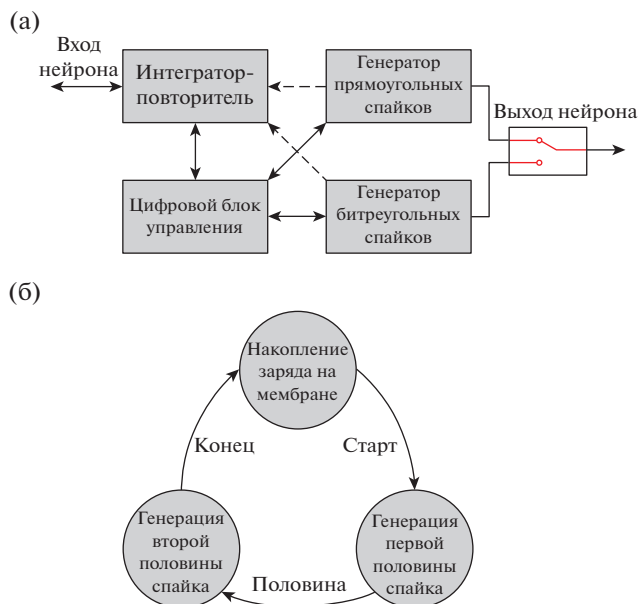 (а)
Вход
нейрона
Интегратор-
повторитель
Генератор
прямоугольных
спайков
Выход нейрона
Цифровой блок
управления
Генератор
битреугольных
спайков
(б)
Накопление
заряда на
мембране
Конец
Старт
Генерация
второй
половины
спайка
Генерация
первой
половины
спайка
Половина